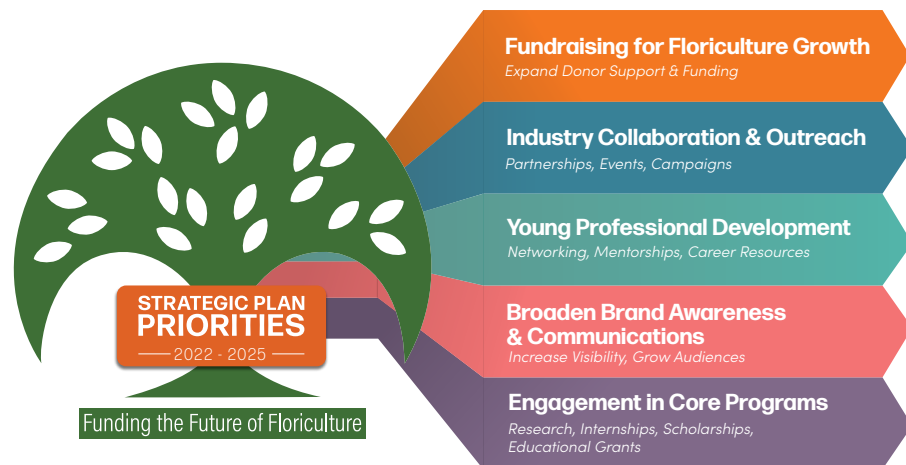 Fundraising for Floriculture Growth
Expand Donor Support & Funding
Industry Collaboration & Outreach
Partnerships, Events, Campaigns
Young Professional Development
Networking, Mentorships, Career Resources
Broaden Brand Awareness
& Communications
Increase Visibility, Grow Audiences
Engagement in Core Programs
Research, Internships, Scholarships,
Educational Grants
STRATEGIC PLAN
PRIORITIES
2022 - 2025
Funding the Future of Floriculture